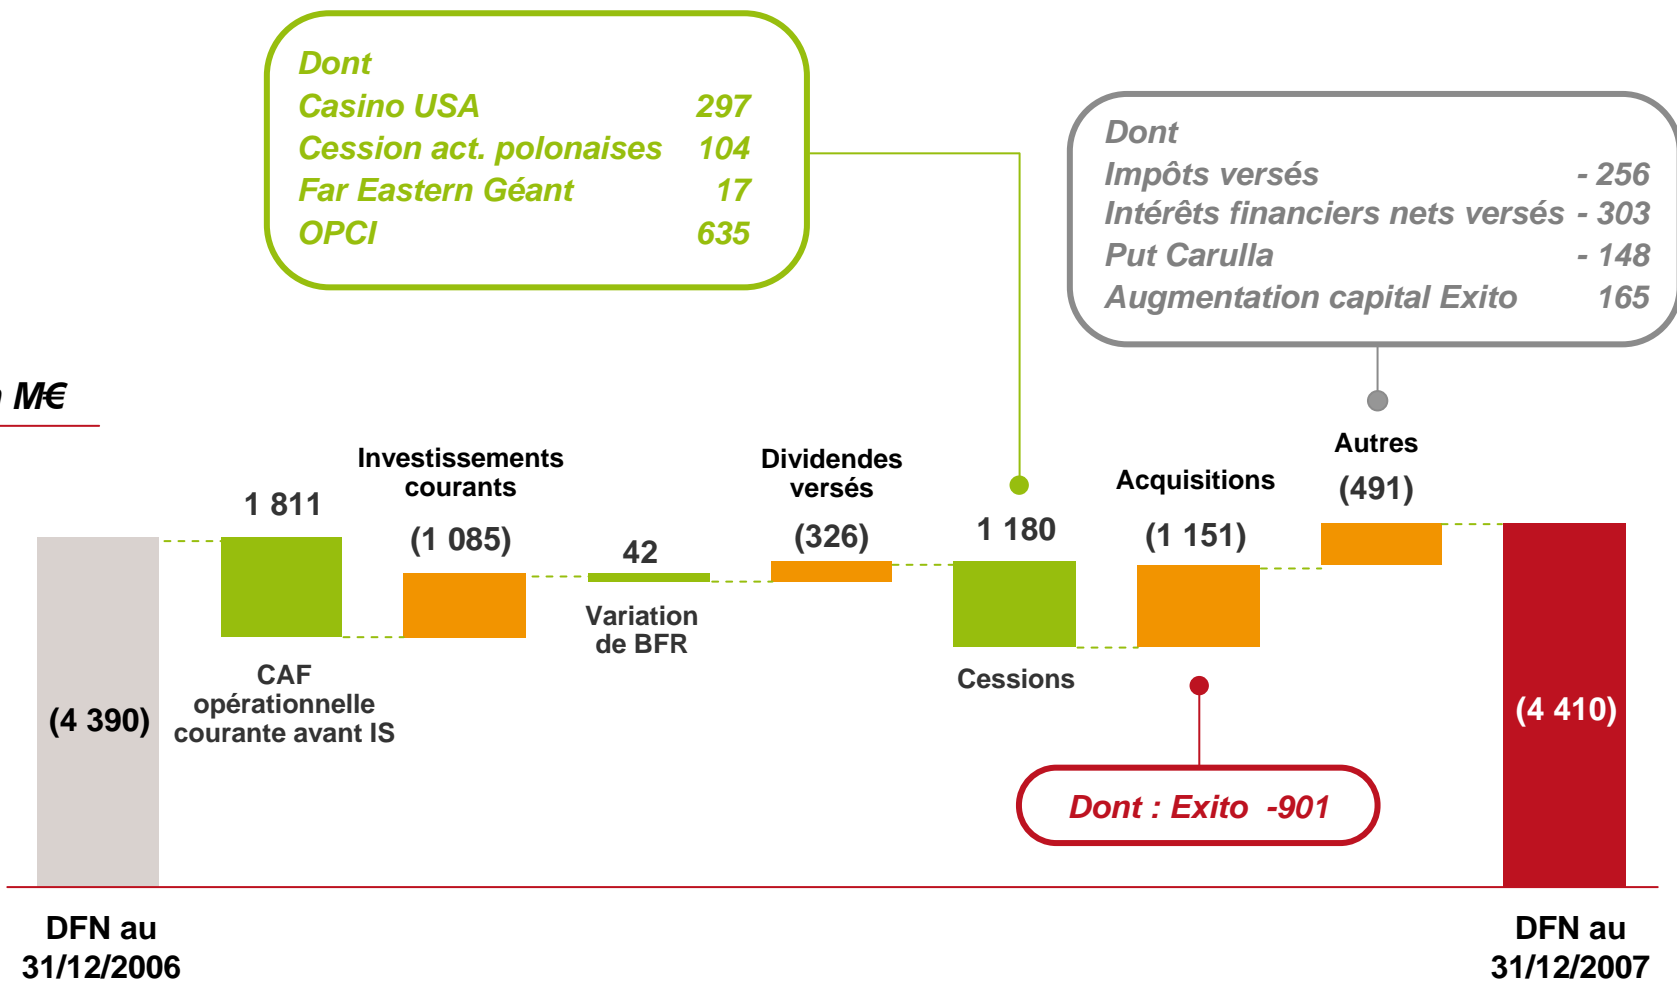 Dont
Casino USA 297
Cession act. polonaises 104
Far Eastern Géant 17
OPCI 635
Dont
Impôts versés - 256
Intérêts financiers nets versés - 303
Put Carulla - 148
Augmentation capital Exito 165
M€
1 811
CAF
opérationnelle
courante avant IS
Investissements
courants
(1 085)
42
Variation
de BFR
Dividendes
versés
(326)
1 180
Cessions
Acquisitions
(1 151)
Autres
(491)
(4 390)
(4 410)
Dont : Exito -901
DFN au
31/12/2006
DFN au
31/12/2007